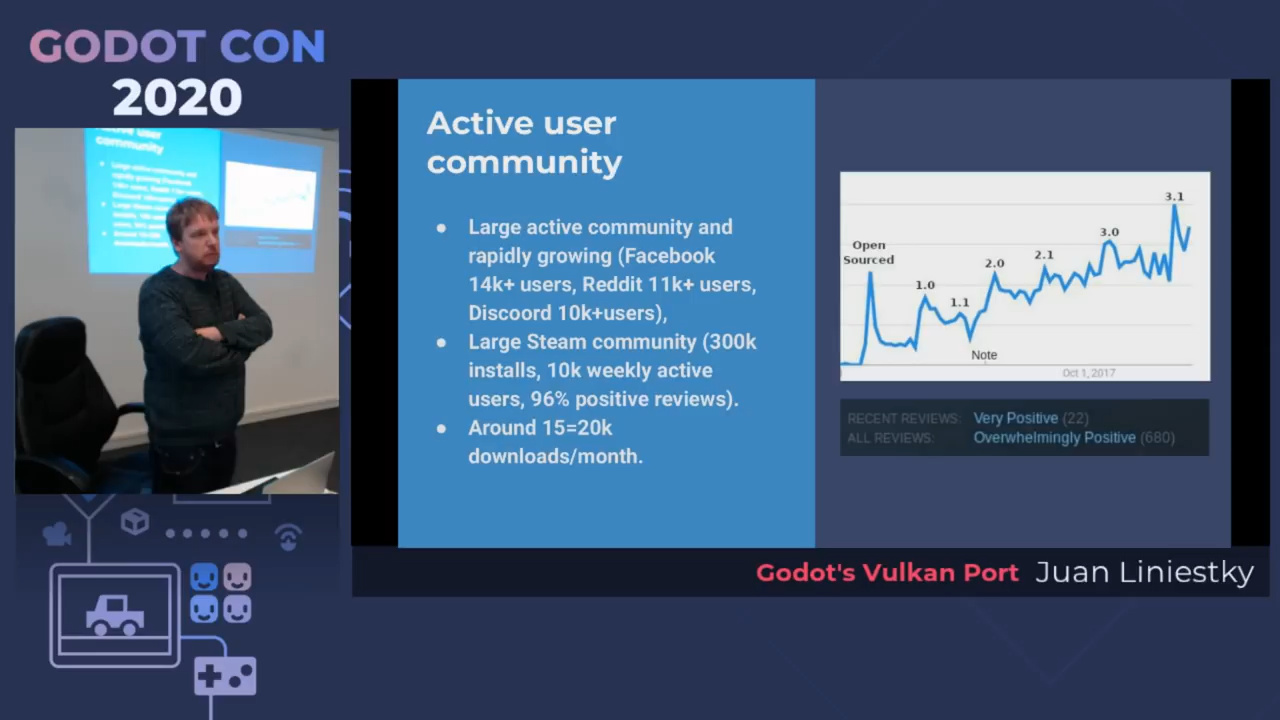 GODOT CON
2020
Active user
community
● Large active community and
rapidly growing (Facebook
14k+ users, Reddit 11k+ users,
Discoord 10k+users),
● Large Steam community (300k
installs, 10k weekly active
users, 96% positive reviews).
● Around 15=20k
downloads/month.
Open
Sourced
1.0
1.1
2.0
2.1
3.0
3.1
Note
Oct 1, 2017
RECENT REVIEWS: Very Positive (22)
ALL REVIEWS: Overwhelmingly Positive (680)
Godot's Vulkan Port Juan Liniestky